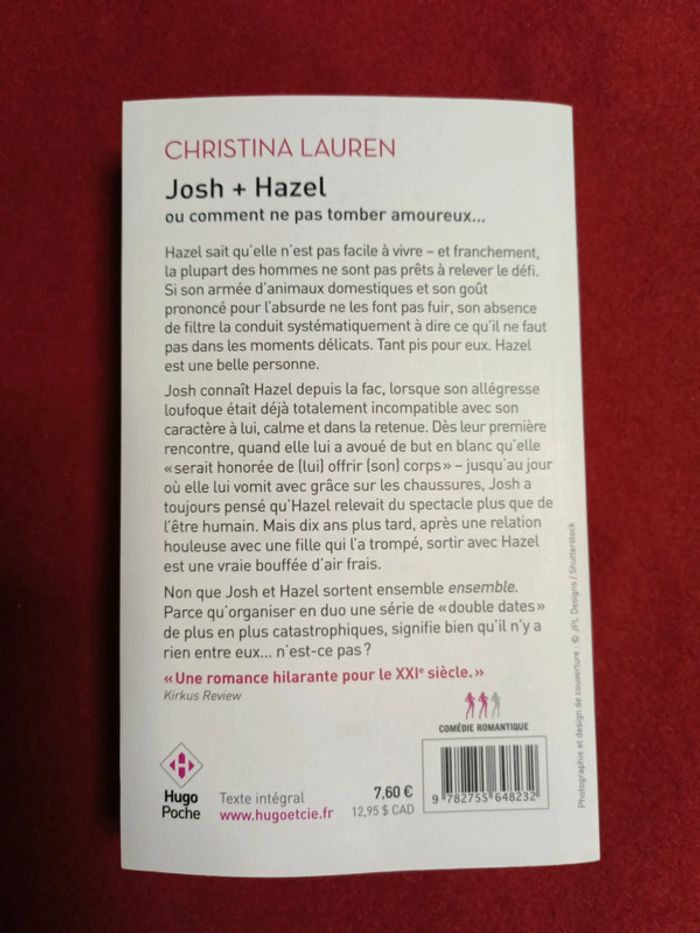 CHRISTINA LAUREN
Josh + Hazel
ou comment ne pas tomber amoureux...
Hazel sait qu'elle n'est pas facile à vivre – et franchement,
la plupart des hommes ne sont pas prêts à relever le défi.
Si son armée d'animaux domestiques et son goût
prononcé pour l'absurde ne les font pas fuir, son absence
de filtre la conduit systématiquement à dire ce qu'il ne faut
pas dans les moments délicats. Tant pis pour eux. Hazel
est une belle personne.
Josh connaît Hazel depuis la fac, lorsque son allégresse
loufoque était déjà totalement incompatible avec son
caractère à lui, calme et dans la retenue. Dès leur première
rencontre, quand elle lui a avoué de but en blanc qu'elle
« serait honorée de (lui) offrir (son) corps » – jusqu'au jour
où elle lui vomit avec grâce sur les chaussures, Josh a
toujours pensé qu'Hazel relevait du spectacle plus que de
l'être humain. Mais dix ans plus tard, après une relation
houleuse avec une fille qui l'a trompé, sortir avec Hazel
est une vraie bouffée d'air frais.
Non que Josh et Hazel sortent ensemble ensemble.
Parce qu'organiser en duo une série de « double dates »
de plus en plus catastrophiques, signifie bien qu'il n'y a
rien entre eux... n'est-ce pas ?
« Une romance hilarante pour le XXIe siècle. »
Kirkus Review
COMÉDIE ROMANTIQUE
Hugo
Poche
Texte intégral
www.hugoetcie.fr
7,60 €
12,95 $ CAD
9 782755 648232
Photographie et design de couverture : © JPL Designs / Shutterstock